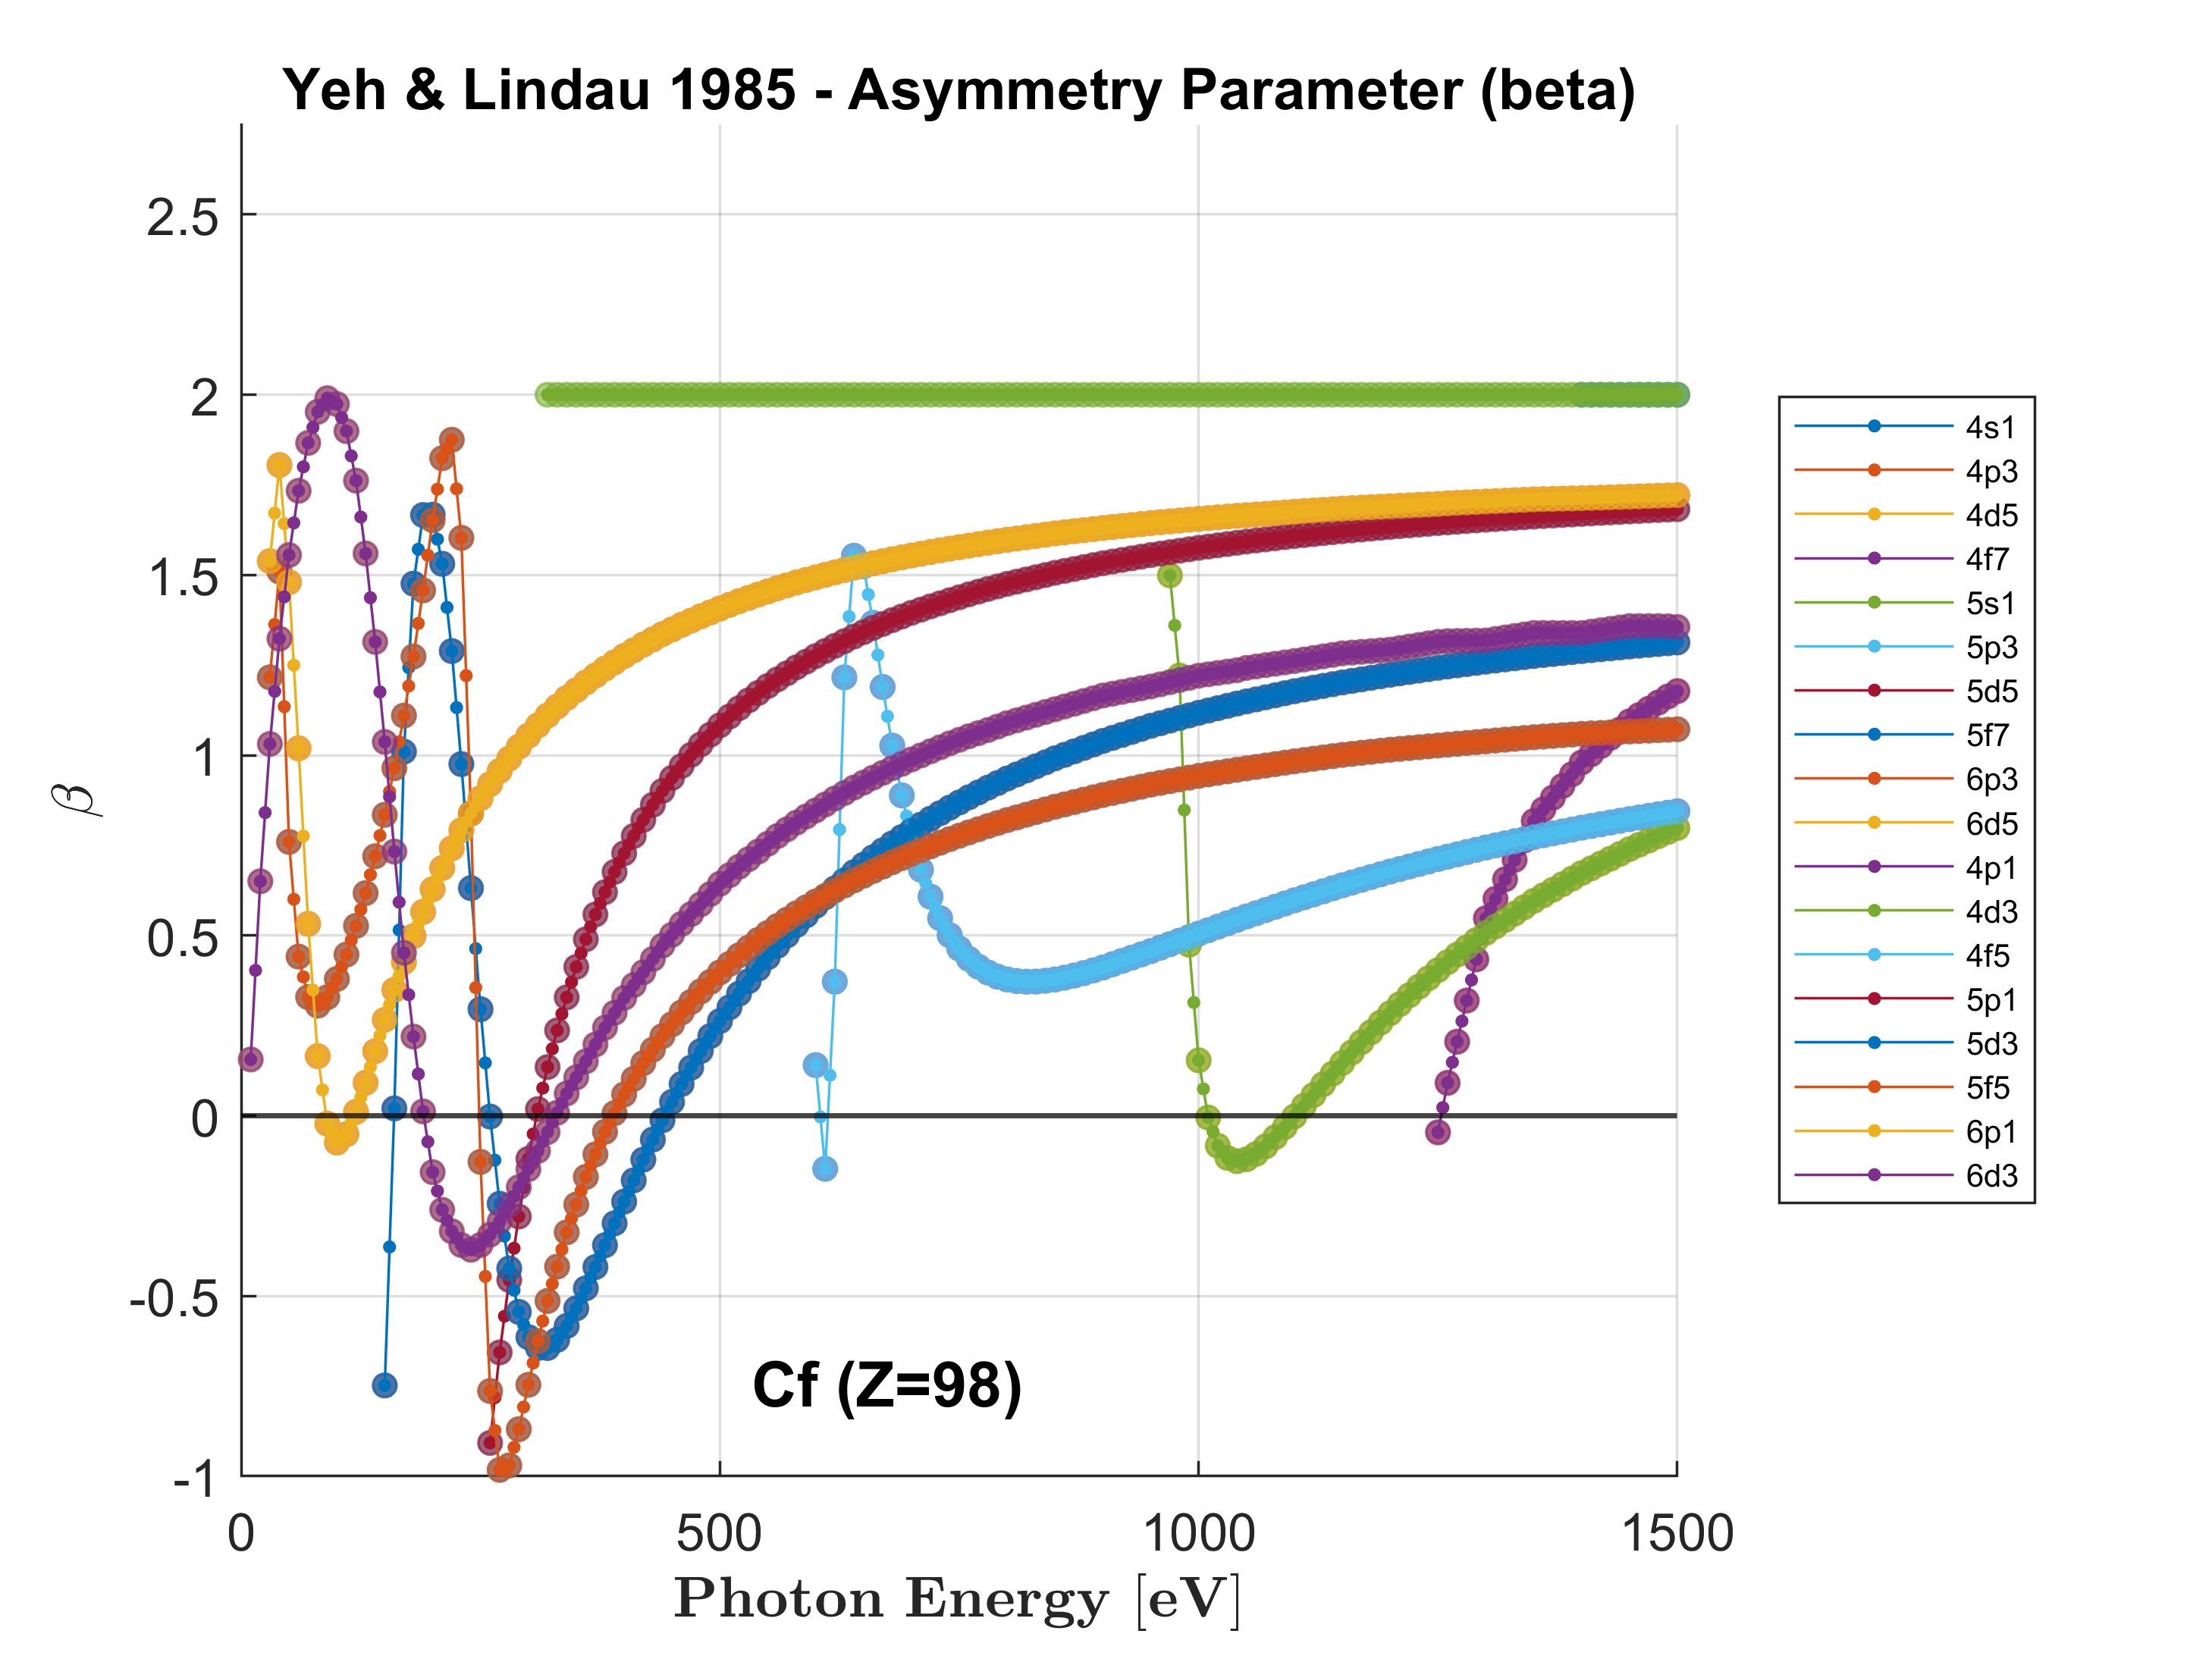 Yeh & Lindau 1985 - Asymmetry Parameter (beta)
2.5
2
1.5
1
0.5
0
-0.5
-1
β
0
500
1000
1500
Photon Energy [eV]
Cf (Z=98)
4s1
4p3
4d5
4f7
5s1
5p3
5d5
5f7
6p3
6d5
4p1
4d3
4f5
5p1
5d3
5f5
6p1
6d3